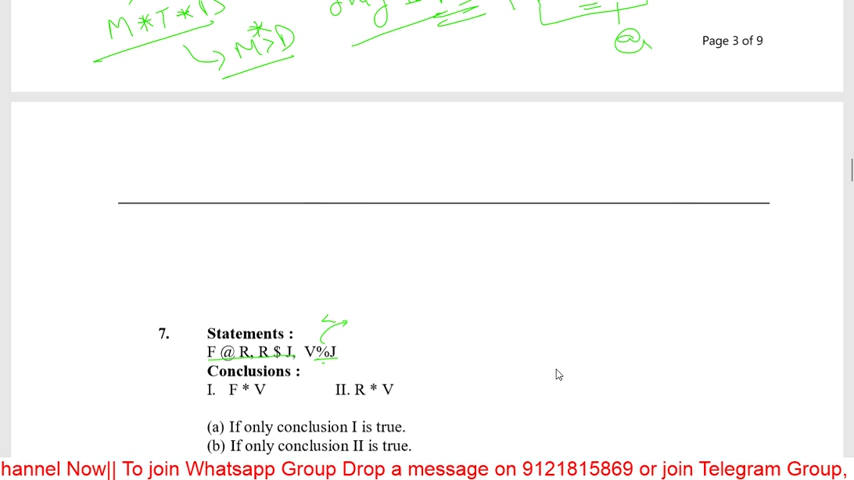 M*T*D
*
M>D
@
Page 3 of 9
7. Statements :
F @ R, R $ J, V%J
Conclusions :
I. F * V II. R * V
(a) If only conclusion I is true.
(b) If only conclusion II is true.
hannel Now|| To join Whatsapp Group Drop a message on 9121815869 or join Telegram Group,